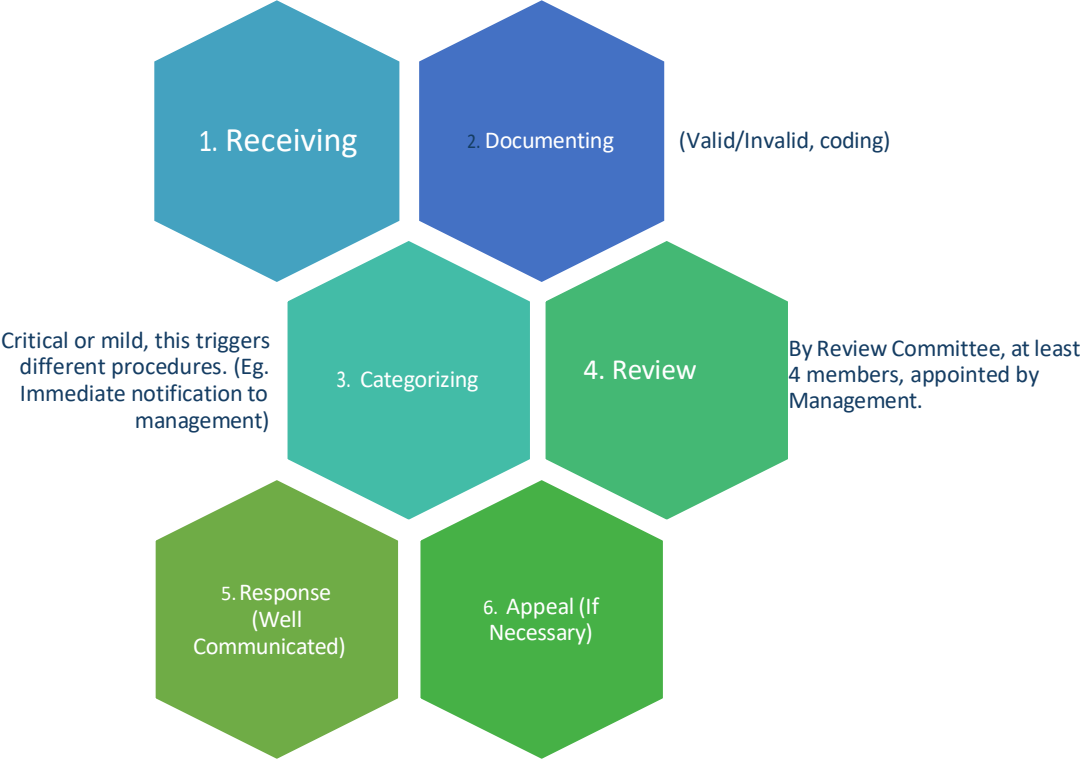 1. Receiving
2. Documenting
(Valid/Invalid, coding)
Critical or mild, this triggers
different procedures. (Eg.
Immediate notification to
management)
3. Categorizing
4. Review
By Review Committee, at least
4 members, appointed by
Management.
5. Response
(Well
Communicated)
6. Appeal (If
Necessary)